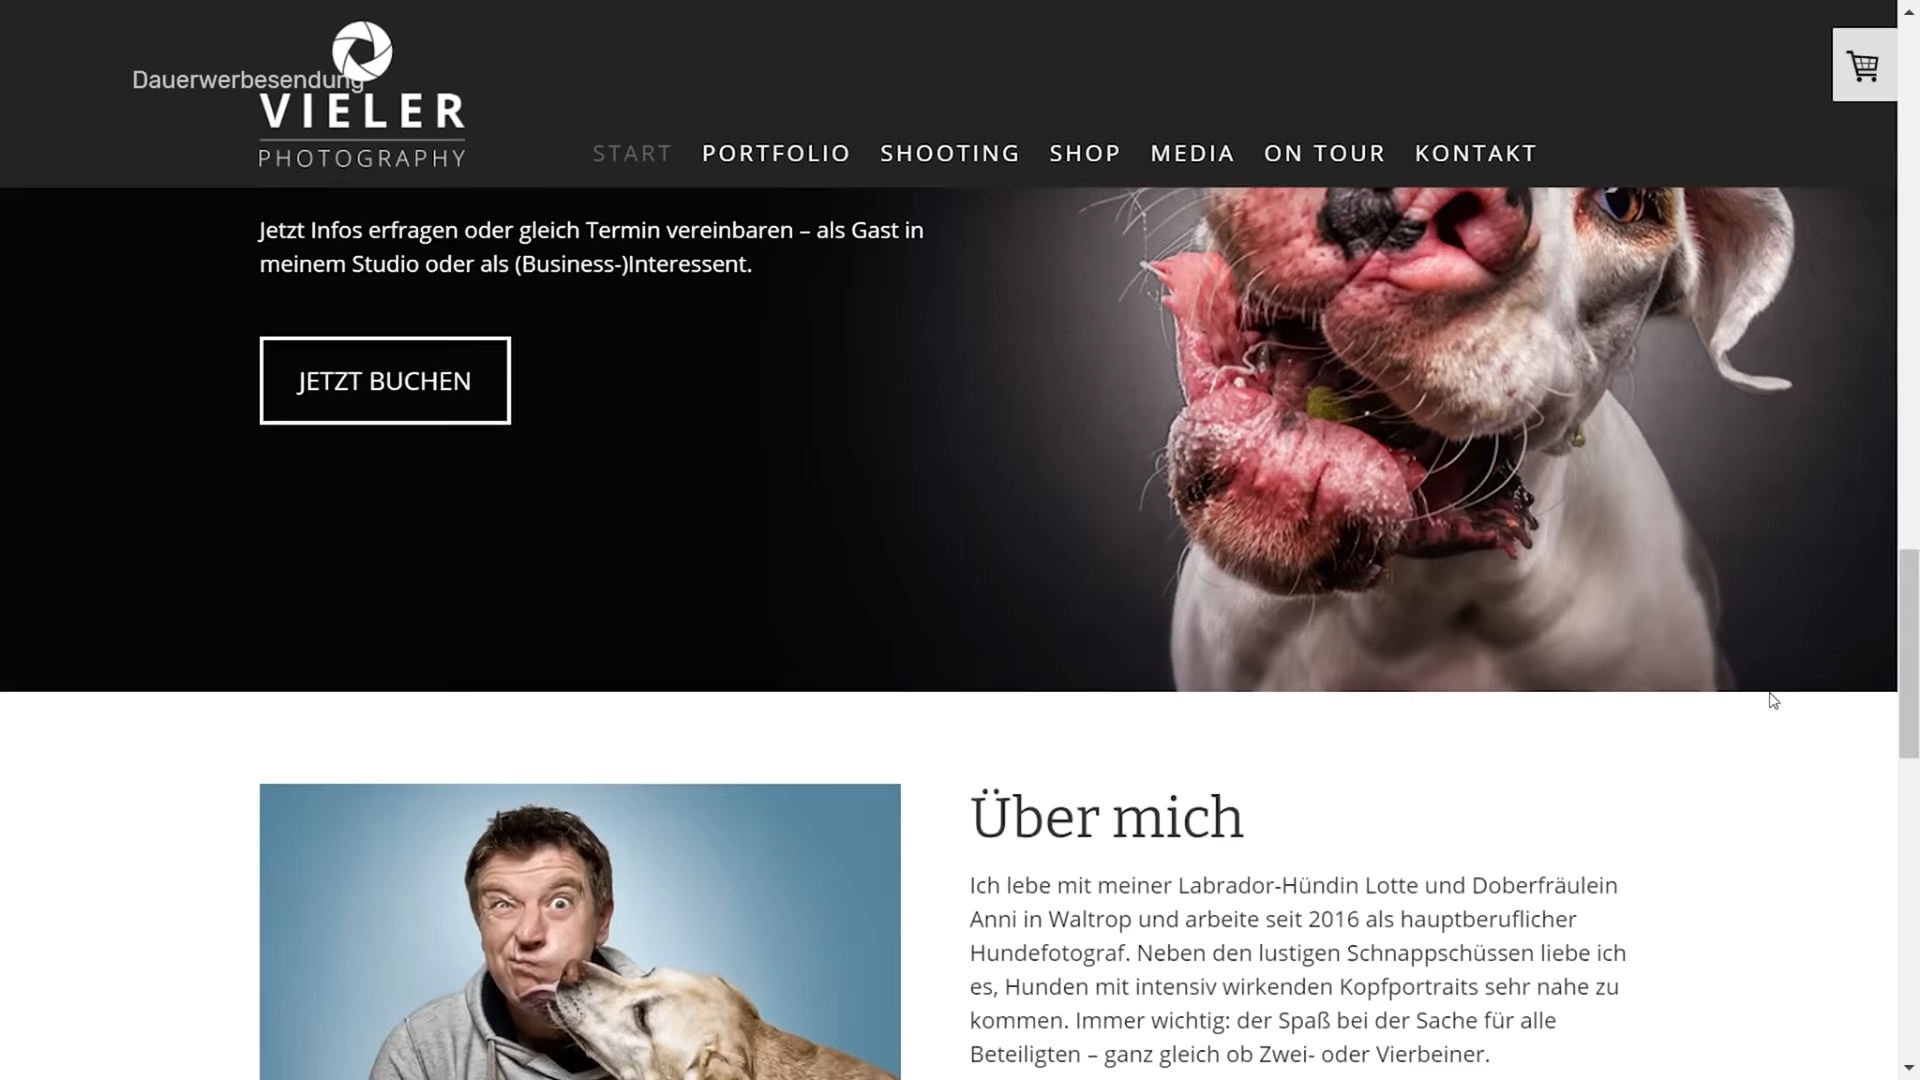 Dauerwerbesendung
VIELER
PHOTOGRAPHY
START PORTFOLIO SHOOTING SHOP MEDIA ON TOUR KONTAKT
Jetzt Infos erfragen oder gleich Termin vereinbaren – als Gast in
meinem Studio oder als (Business-)Interessent.
JETZT BUCHEN
Über mich
Ich lebe mit meiner Labrador-Hündin Lotte und Doberfräulein
Anni in Waltrop und arbeite seit 2016 als hauptberuflicher
Hundefotograf. Neben den lustigen Schnappschüssen liebe ich
es, Hunden mit intensiv wirkenden Kopfportraits sehr nahe zu
kommen. Immer wichtig: der Spaß bei der Sache für alle
Beteiligten – ganz gleich ob Zwei- oder Vierbeiner.